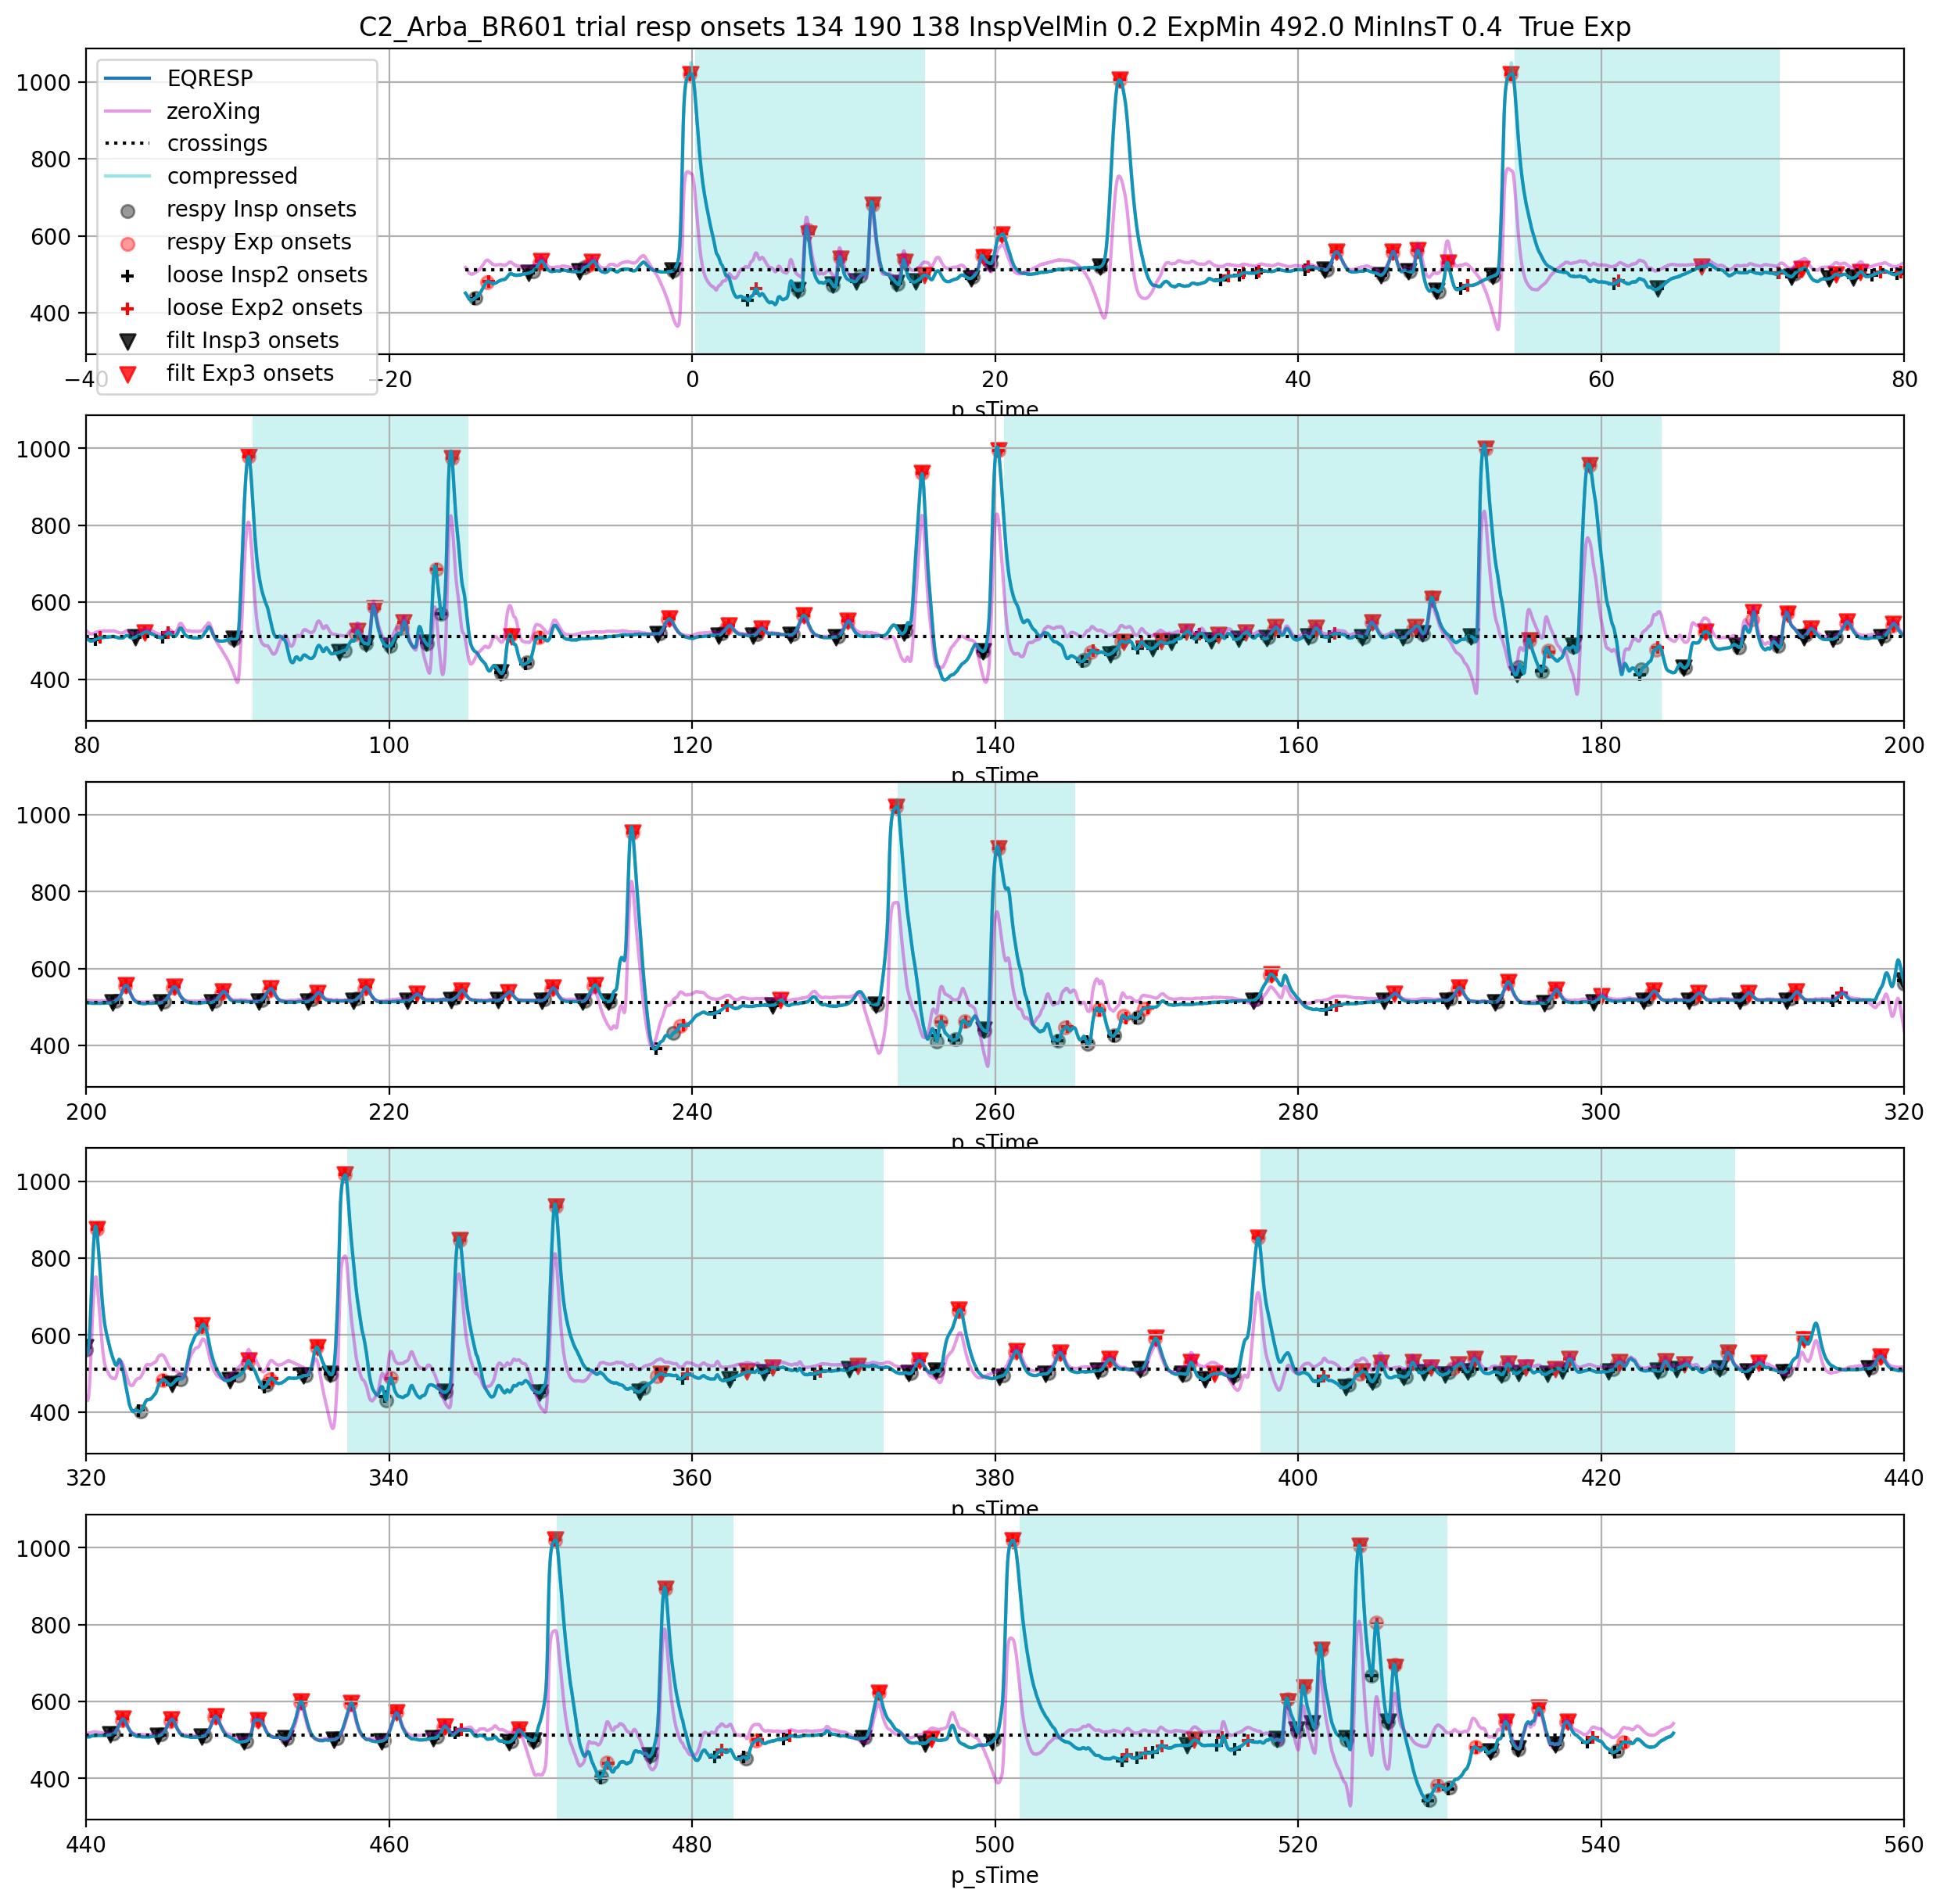 C2_Arba_BR601 trial resp onsets 134 190 138 InspVelMin 0.2 ExpMin 492.0 MinInsT 0.4  True Exp
EQRESP
zeroXing
crossings
compressed
respy Insp onsets
respy Exp onsets
loose Insp2 onsets
loose Exp2 onsets
filt Insp3 onsets
filt Exp3 onsets
1000
800
600
400
−40 −20 0 20 40 60 80
p_sTime
1000
800
600
400
80 100 120 140 160 180 200
p_sTime
1000
800
600
400
200 220 240 260 280 300 320
p_sTime
1000
800
600
400
320 340 360 380 400 420 440
p_sTime
1000
800
600
400
440 460 480 500 520 540 560
p_sTime